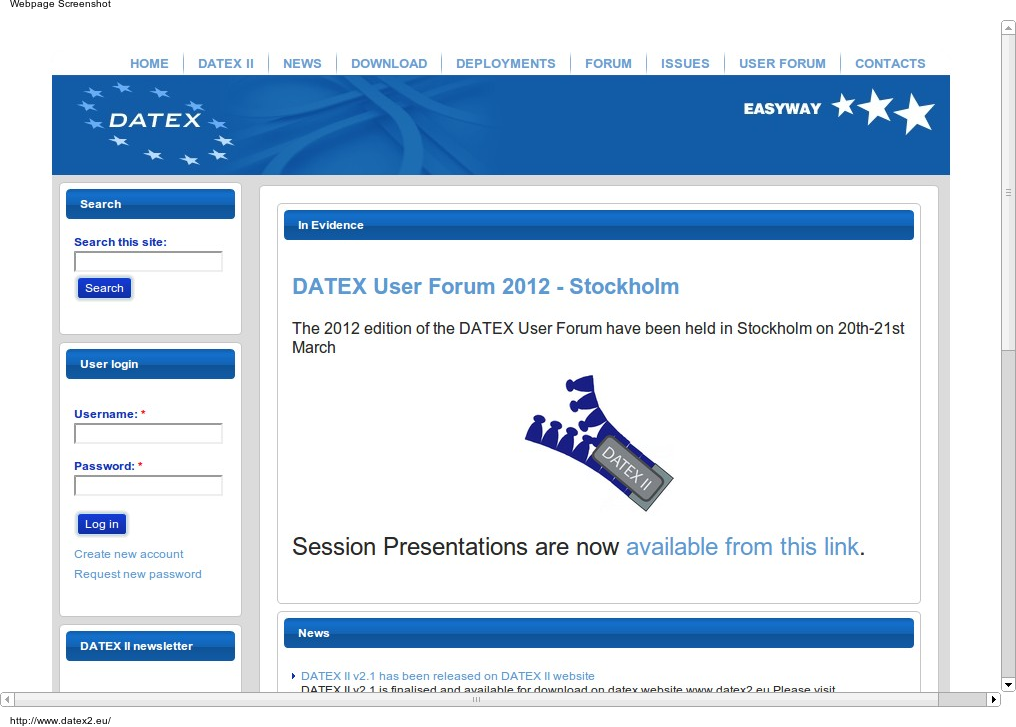 Webpage Screenshot
HOME DATEX II NEWS DOWNLOAD DEPLOYMENTS FORUM ISSUES USER FORUM CONTACTS
DATEX
EASYWAY
Search
Search this site:
Search
User login
Username: *
Password: *
Log in
Create new account
Request new password
DATEX II newsletter
In Evidence
DATEX User Forum 2012 - Stockholm
The 2012 edition of the DATEX User Forum have been held in Stockholm on 20th-21st
March
DATEX II
Session Presentations are now available from this link.
News
DATEX II v2.1 has been released on DATEX II website
DATEX II v2.1 is finalised and available for download on datex website www.datex2.eu Please visit
http://www.datex2.eu/